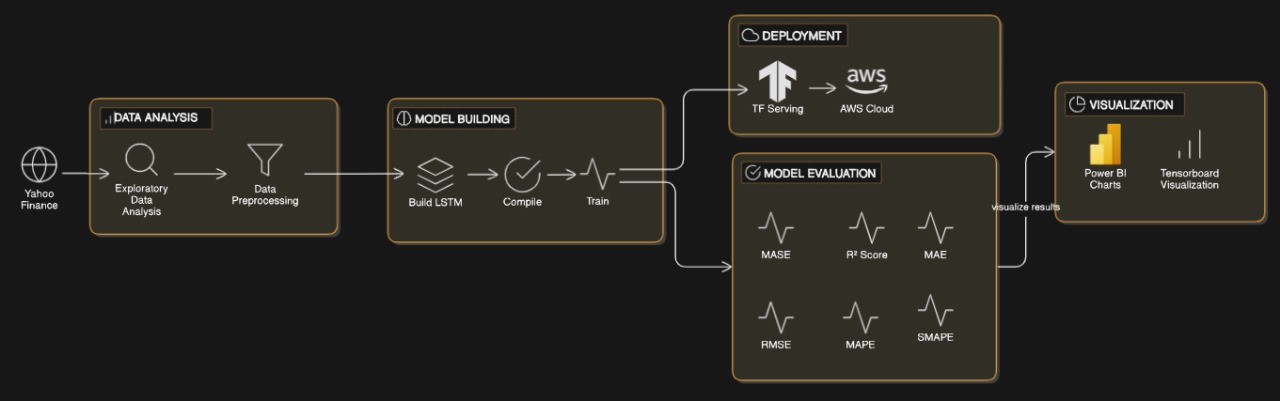 Yahoo
Finance
DATA ANALYSIS
Exploratory
Data
Analysis
Data
Preprocessing
MODEL BUILDING
Build LSTM
Compile
Train
DEPLOYMENT
TF Serving
aws
AWS Cloud
MODEL EVALUATION
MASE
R² Score
MAE
RMSE
MAPE
SMAPE
visualize results
VISUALIZATION
Power BI
Charts
Tensorboard
Visualization